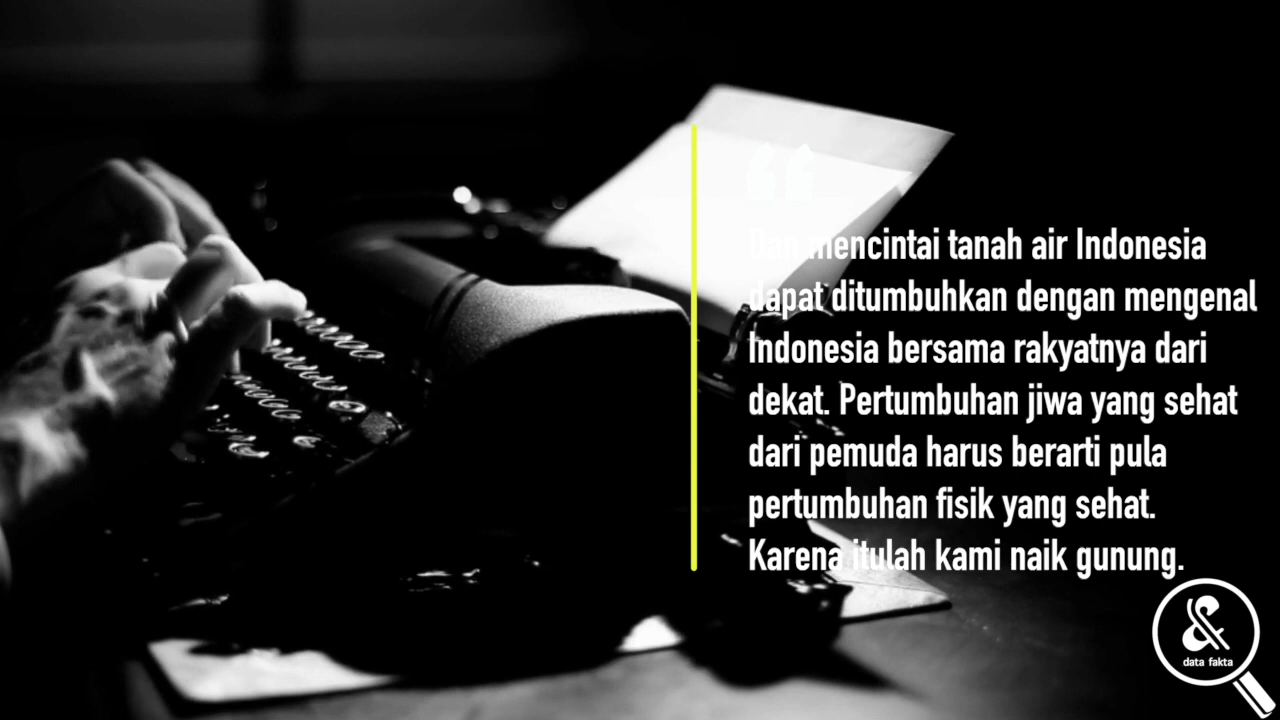 “
Dan mencintai tanah air Indonesia
dapat ditumbuhkan dengan mengenal
Indonesia bersama rakyatnya dari
dekat. Pertumbuhan jiwa yang sehat
dari pemuda harus berarti pula
pertumbuhan fisik yang sehat.
Karena itulah kami naik gunung.
&
data fakta